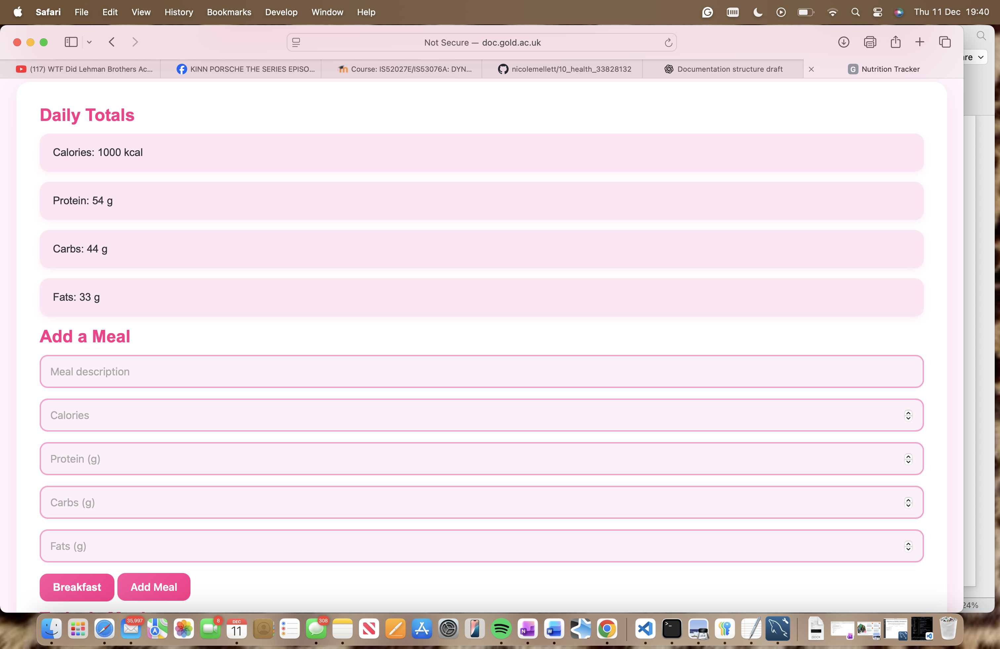 Safari File Edit View History Bookmarks Develop Window Help Thu 11 Dec 19:40
Not Secure — doc.gold.ac.uk
(117) WTF Did Lehman Brothers Ac... KINN PORSCHE THE SERIES EPISO... Course: IS52027E/IS53076A: DYN... nicolemellett/10_health_33828132 Documentation structure draft G Nutrition Tracker
Daily Totals
Calories: 1000 kcal
Protein: 54 g
Carbs: 44 g
Fats: 33 g
Add a Meal
Meal description
Calories
Protein (g)
Carbs (g)
Fats (g)
Breakfast Add Meal
24%
35,997 8 DEC 11 308 DOCX